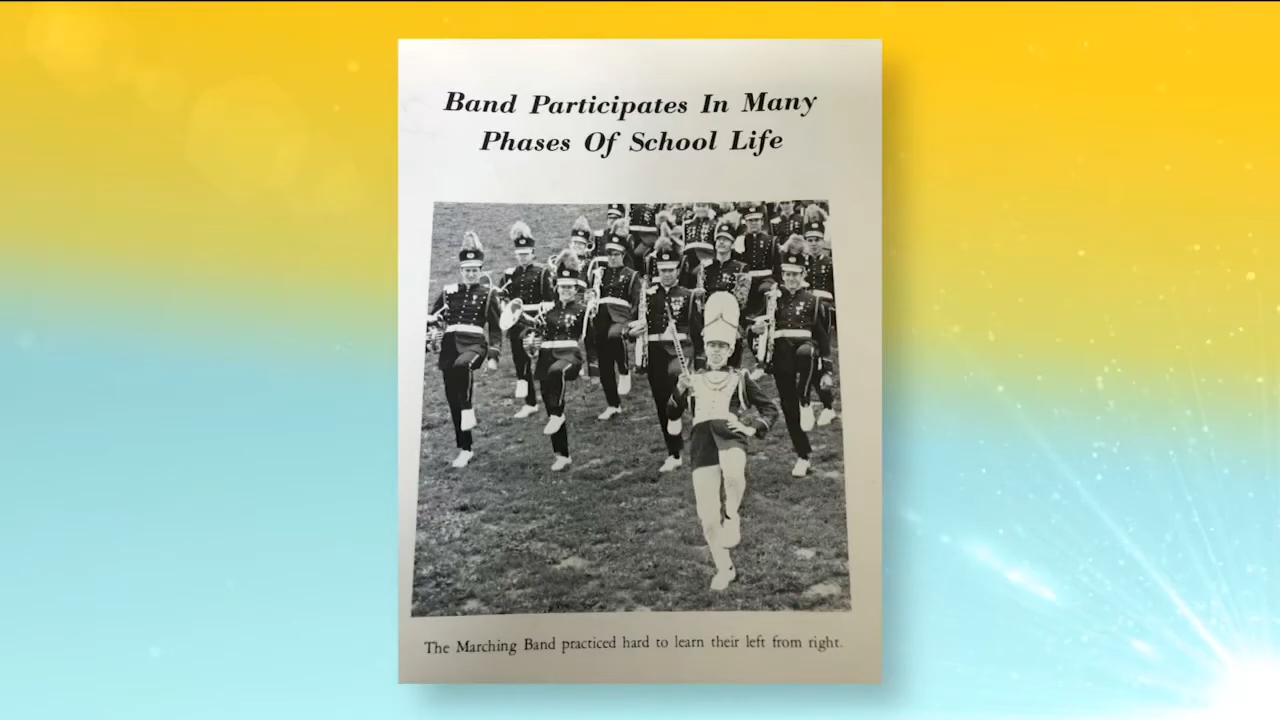 Band Participates In Many
Phases Of School Life
The Marching Band practiced hard to learn their left from right.